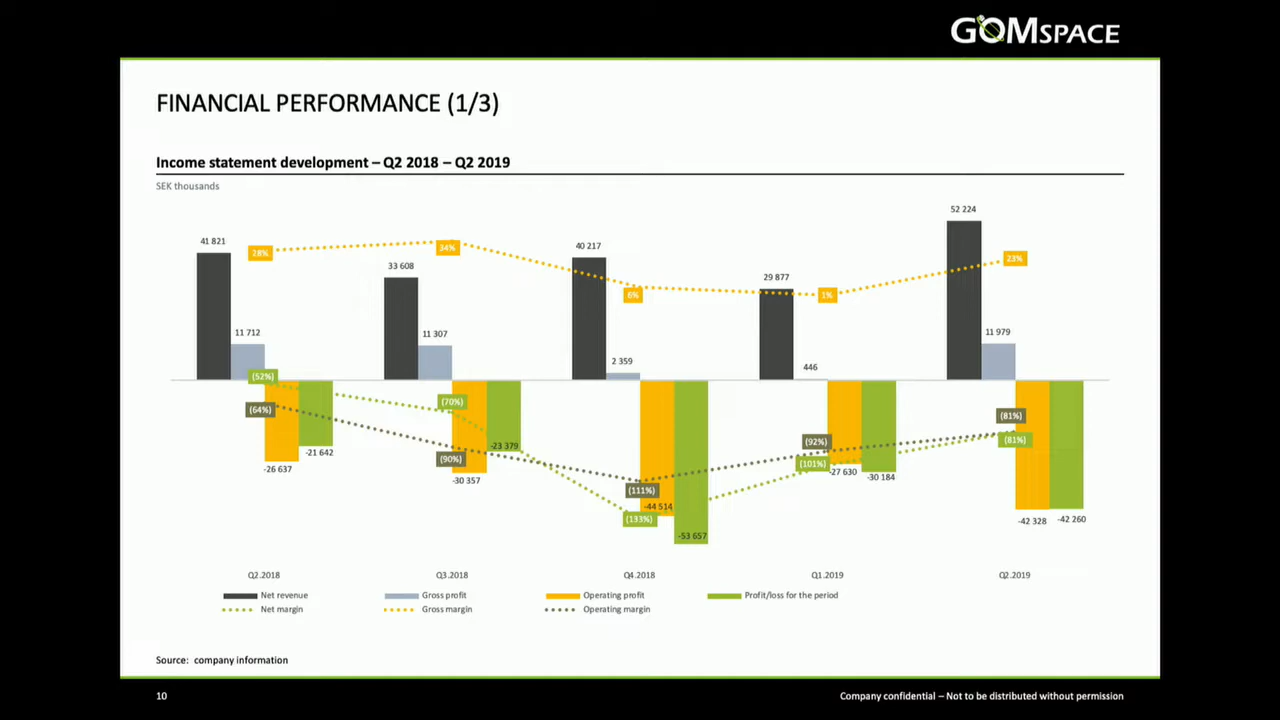 GOMSPACE
FINANCIAL PERFORMANCE (1/3)
Income statement development – Q2 2018 – Q2 2019
SEK thousands
52 224
41 821
40 217
28%
34%
23%
33 608
29 877
6%
1%
11 712
11 307
11 979
2 359
446
(52%)
(70%)
(64%)
(81%)
(81%)
(92%)
-21 642
-23 379
(90%)
(101%)
-26 637
-30 357
-27 630
-30 184
(111%)
-44 514
(133%)
-42 328
-42 260
-53 657
Q2.2018
Q3.2018
Q4.2018
Q1.2019
Q2.2019
Net revenue
Gross profit
Operating profit
Profit/loss for the period
Net margin
Gross margin
Operating margin
Source: company information
10
Company confidential – Not to be distributed without permission